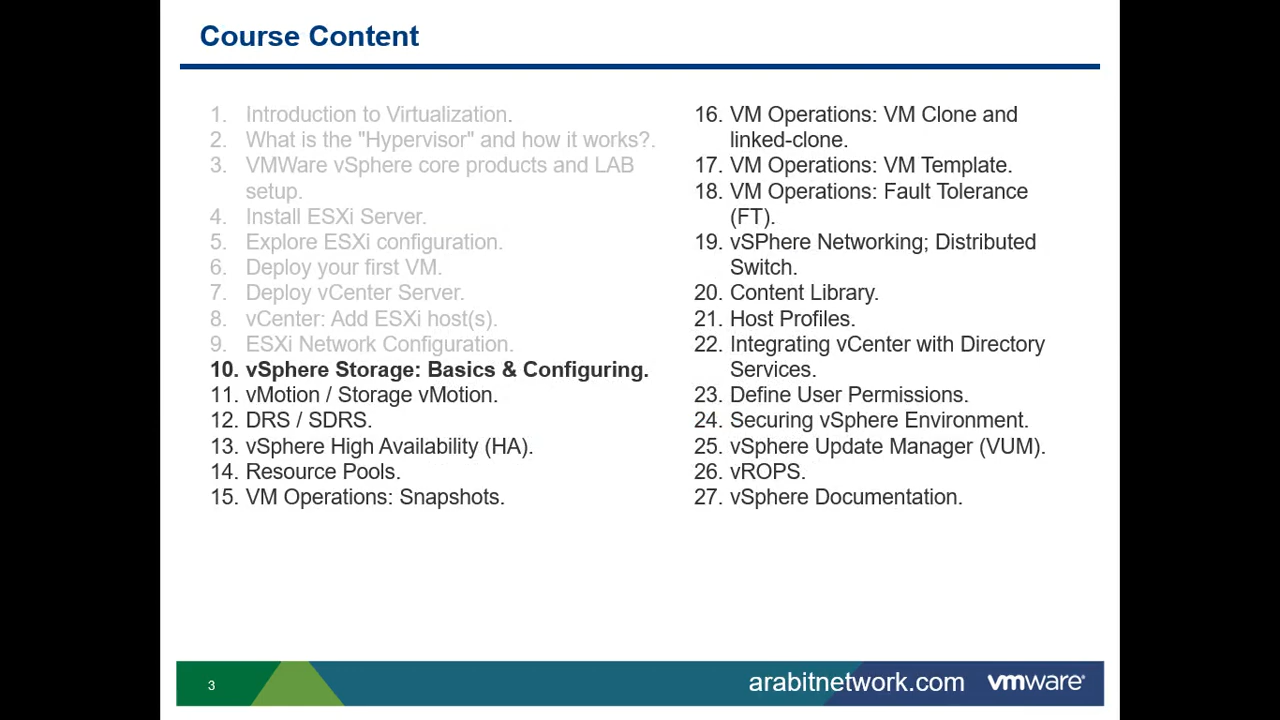 Course Content
1. Introduction to Virtualization.
2. What is the "Hypervisor" and how it works?.
3. VMWare vSphere core products and LAB
setup.
4. Install ESXi Server.
5. Explore ESXi configuration.
6. Deploy your first VM.
7. Deploy vCenter Server.
8. vCenter: Add ESXi host(s).
9. ESXi Network Configuration.
10. vSphere Storage: Basics & Configuring.
11. vMotion / Storage vMotion.
12. DRS / SDRS.
13. vSphere High Availability (HA).
14. Resource Pools.
15. VM Operations: Snapshots.
16. VM Operations: VM Clone and
linked-clone.
17. VM Operations: VM Template.
18. VM Operations: Fault Tolerance
(FT).
19. vSPhere Networking; Distributed
Switch.
20. Content Library.
21. Host Profiles.
22. Integrating vCenter with Directory
Services.
23. Define User Permissions.
24. Securing vSphere Environment.
25. vSphere Update Manager (VUM).
26. vROPS.
27. vSphere Documentation.
3
arabitnetwork.com vmware®